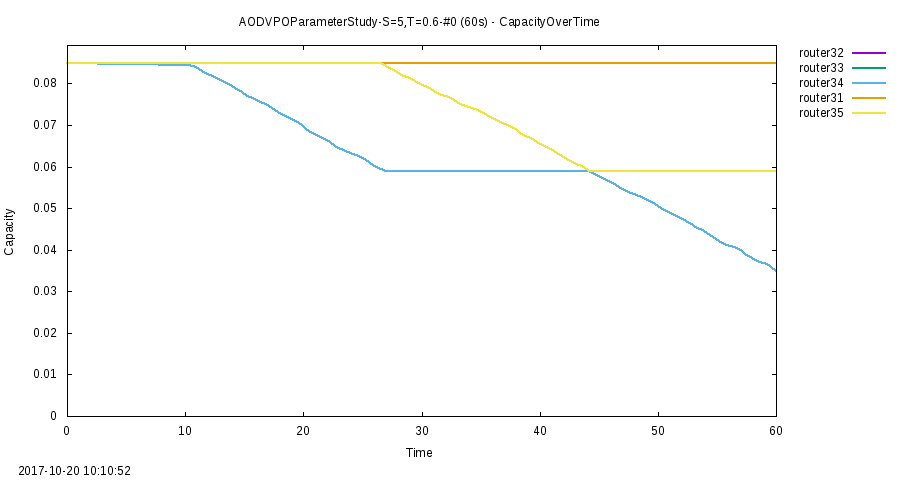 AODVPOParameterStudy-S=5,T=0.6-#0 (60s) - CapacityOverTime
router32
router33
router34
router31
router35
0.08
0.07
0.06
0.05
0.04
0.03
0.02
0.01
0
Capacity
0 10 20 30 40 50 60
Time
2017-10-20 10:10:52